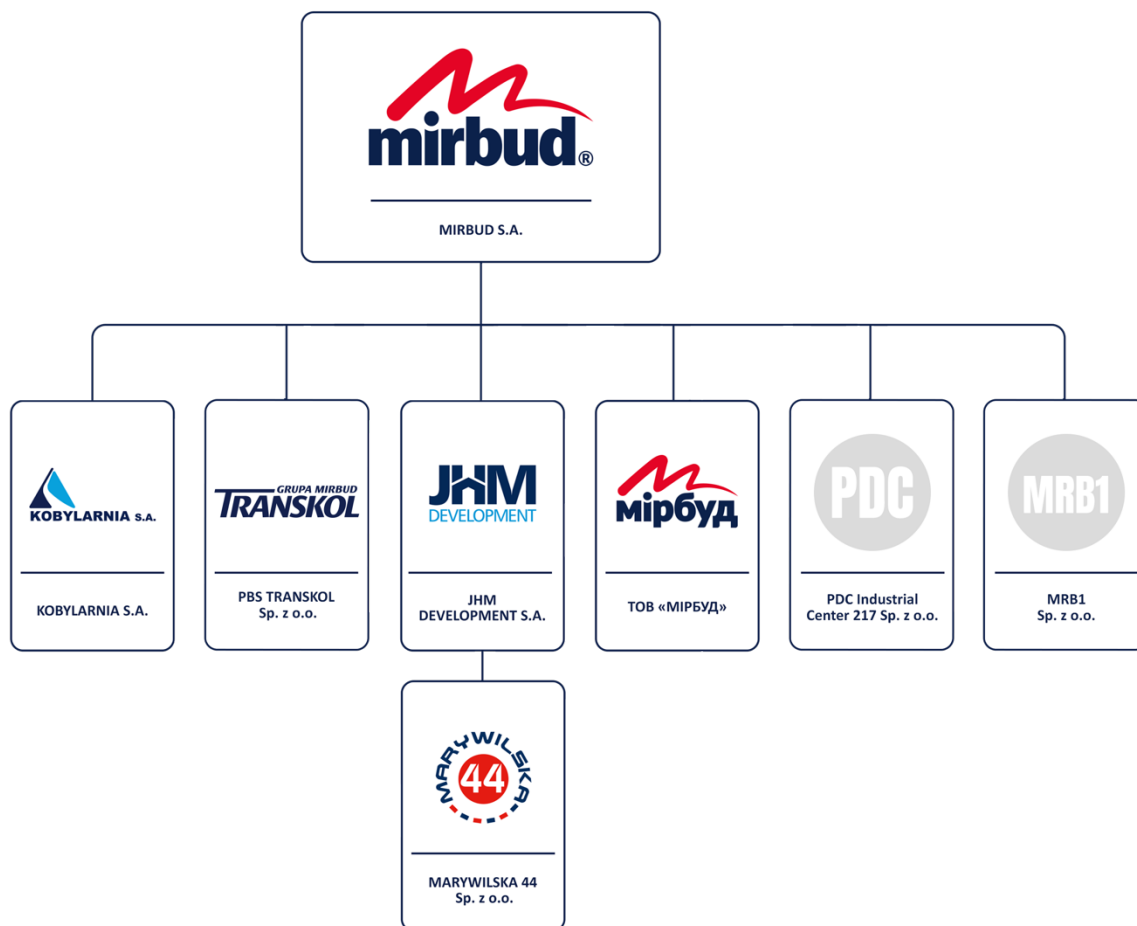 mirbud®
MIRBUD S.A.
KOBYLARNIA S.A.
KOBYLARNIA S.A.
GRUPA MIRBUD
TRANSKOL
PBS TRANSKOL
Sp. z o.o.
JHM
DEVELOPMENT
JHM
DEVELOPMENT S.A.
мірбуд
ТОВ «МІРБУД»
PDC
PDC Industrial
Center 217 Sp. z o.o.
MRB1
MRB1
Sp. z o.o.
MARYWILSKA
44
MARYWILSKA 44
Sp. z o.o.